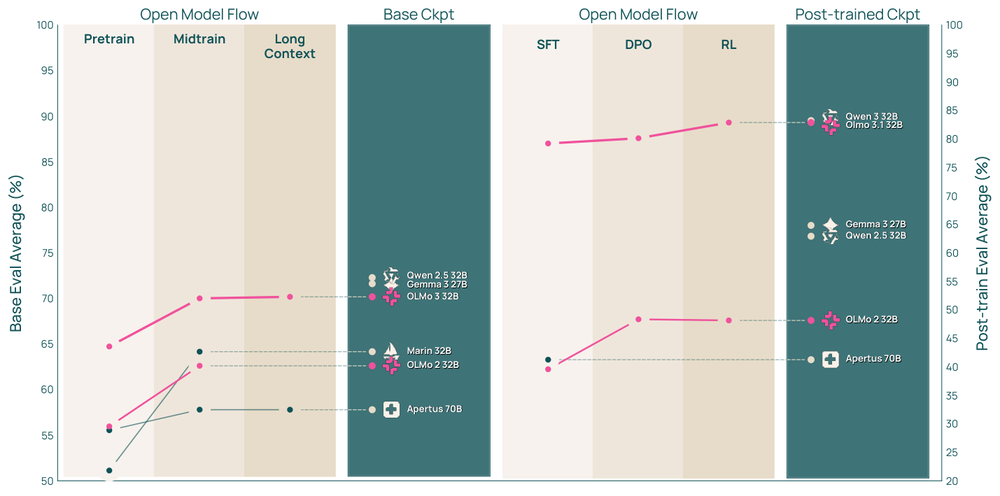 Open Model Flow
Base Ckpt
Open Model Flow
Post-trained Ckpt
Pretrain
Midtrain
Long
Context
SFT
DPO
RL
Base Eval Average (%)
100
95
90
85
80
75
70
65
60
55
50
Qwen 2.5 32B
Gemma 3 27B
OLMo 3 32B
Marin 32B
OLMo 2 32B
Apertus 70B
Qwen 3 32B
Olmo 3.1 32B
Gemma 3 27B
Qwen 2.5 32B
OLMo 2 32B
Apertus 70B
100
95
90
85
80
75
70
65
60
55
50
45
40
35
30
25
20
Post-train Eval Average (%)